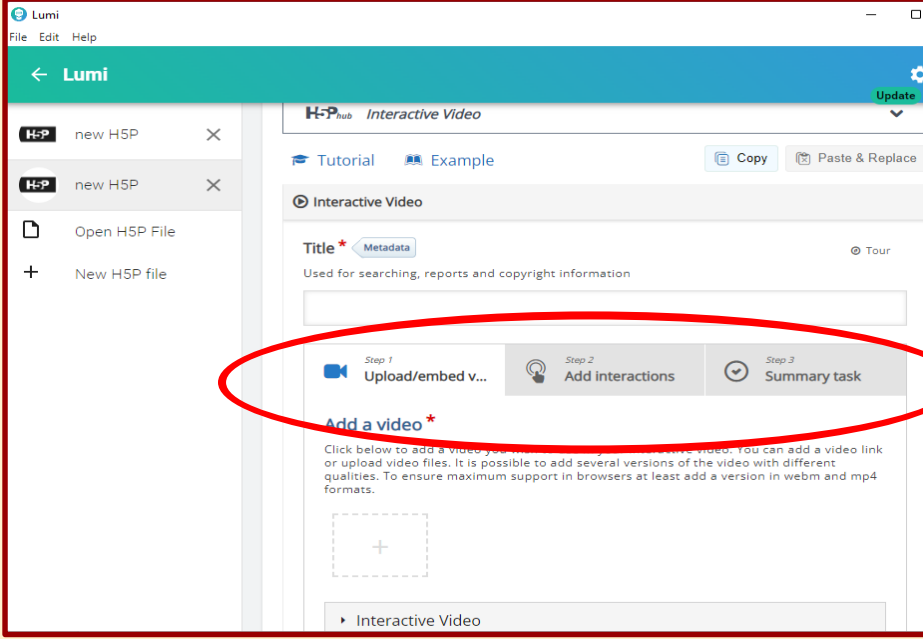 Lumi
File Edit Help
Lumi
Update
H-P new H5P
H-P new H5P
Open H5P File
New H5P file
H-P hub Interactive Video
Tutorial Example Copy Paste & Replace
Interactive Video
Title * Metadata Tour
Used for searching, reports and copyright information
Step 1 Step 2 Step 3
Upload/embed v... Add interactions Summary task
Add a video *
Click below to add a video you
video. You can add a video link
or upload video files. It is possible to add several versions of the video with different
qualities. To ensure maximum support in browsers at least add a version in webm and mp4
formats.
Interactive Video